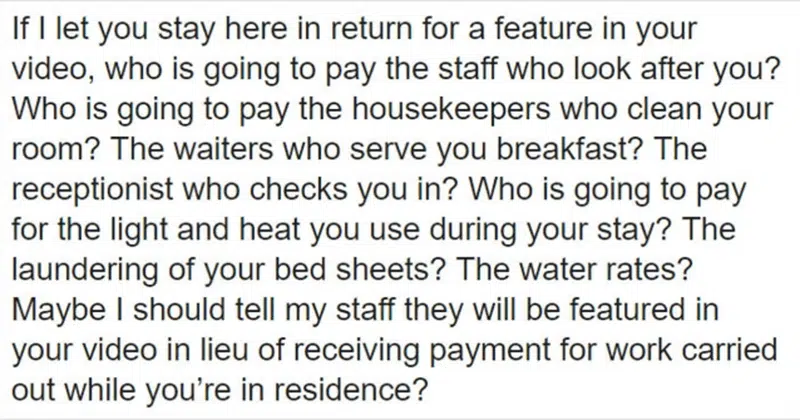 If I let you stay here in return for a feature in your
video, who is going to pay the staff who look after you?
Who is going to pay the housekeepers who clean your
room? The waiters who serve you breakfast? The
receptionist who checks you in? Who is going to pay
for the light and heat you use during your stay? The
laundering of your bed sheets? The water rates?
Maybe I should tell my staff they will be featured in
your video in lieu of receiving payment for work carried
out while you’re in residence?